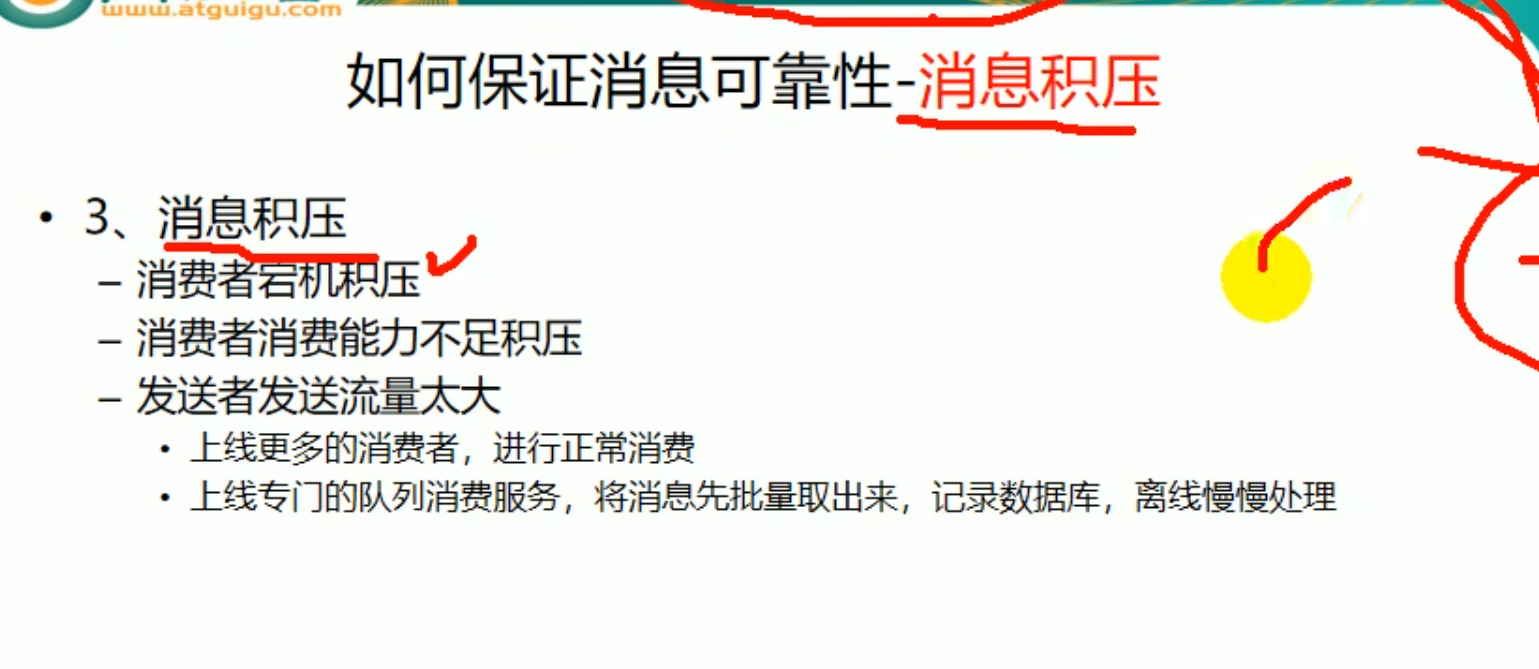 www.atguigu.com
如何保证消息可靠性-消息积压
• 3、消息积压
– 消费者宕机积压
– 消费者消费能力不足积压
– 发送者发送流量太大
• 上线更多的消费者，进行正常消费
• 上线专门的队列消费服务，将消息先批量取出来，记录数据库，离线慢慢处理